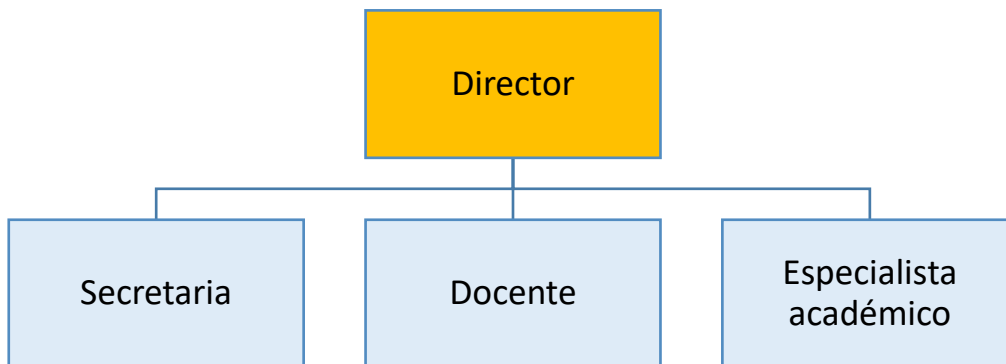 Director
Secretaria
Docente
Especialista
académico